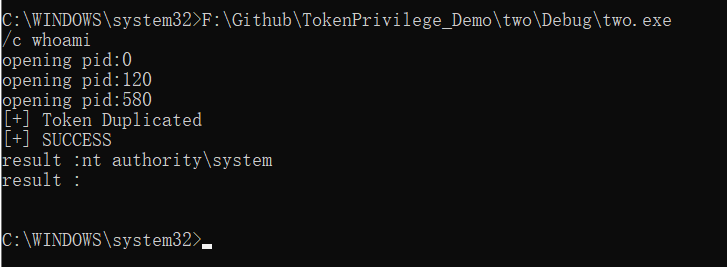 C:\WINDOWS\system32>F:\Github\TokenPrivilege_Demo\two\Debug\two.exe
/c whoami
opening pid:0
opening pid:120
opening pid:580
[+] Token Duplicated
[+] SUCCESS
result :nt authority\system
result :
C:\WINDOWS\system32>